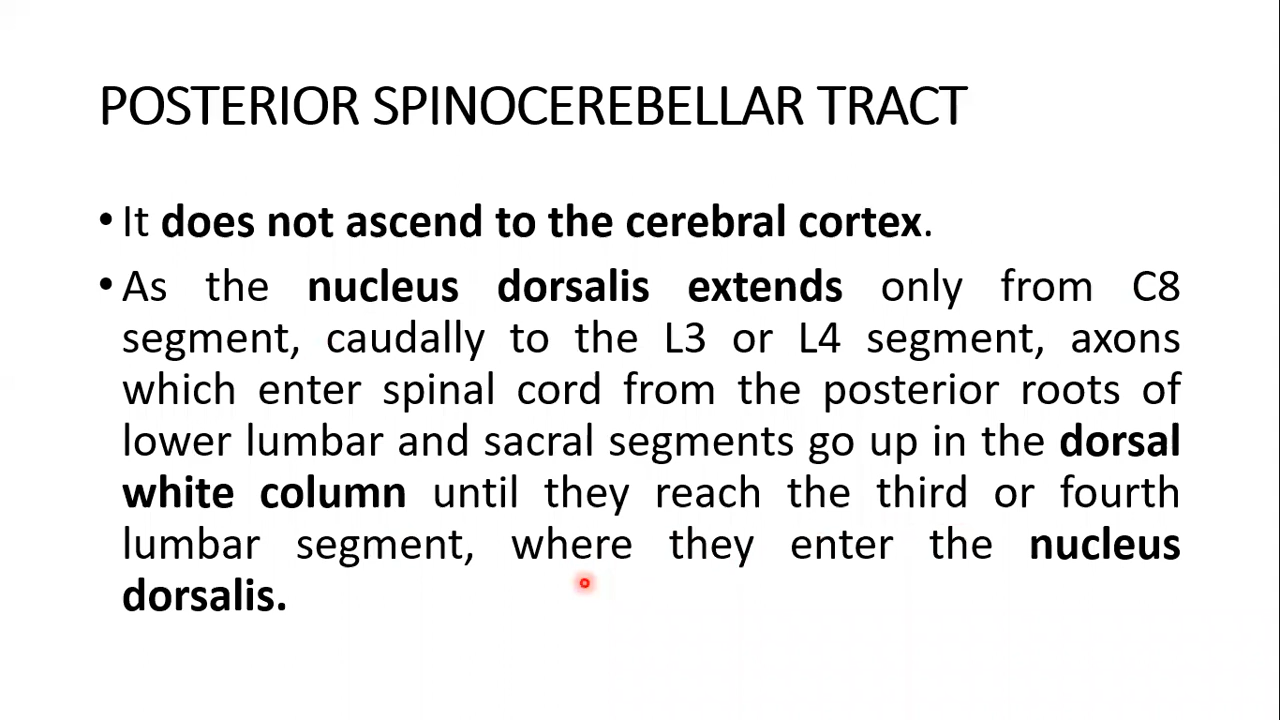 POSTERIOR SPINOCEREBELLAR TRACT
• It does not ascend to the cerebral cortex.
• As the nucleus dorsalis extends only from C8
segment, caudally to the L3 or L4 segment, axons
which enter spinal cord from the posterior roots of
lower lumbar and sacral segments go up in the dorsal
white column until they reach the third or fourth
lumbar segment, where they enter the nucleus
dorsalis.